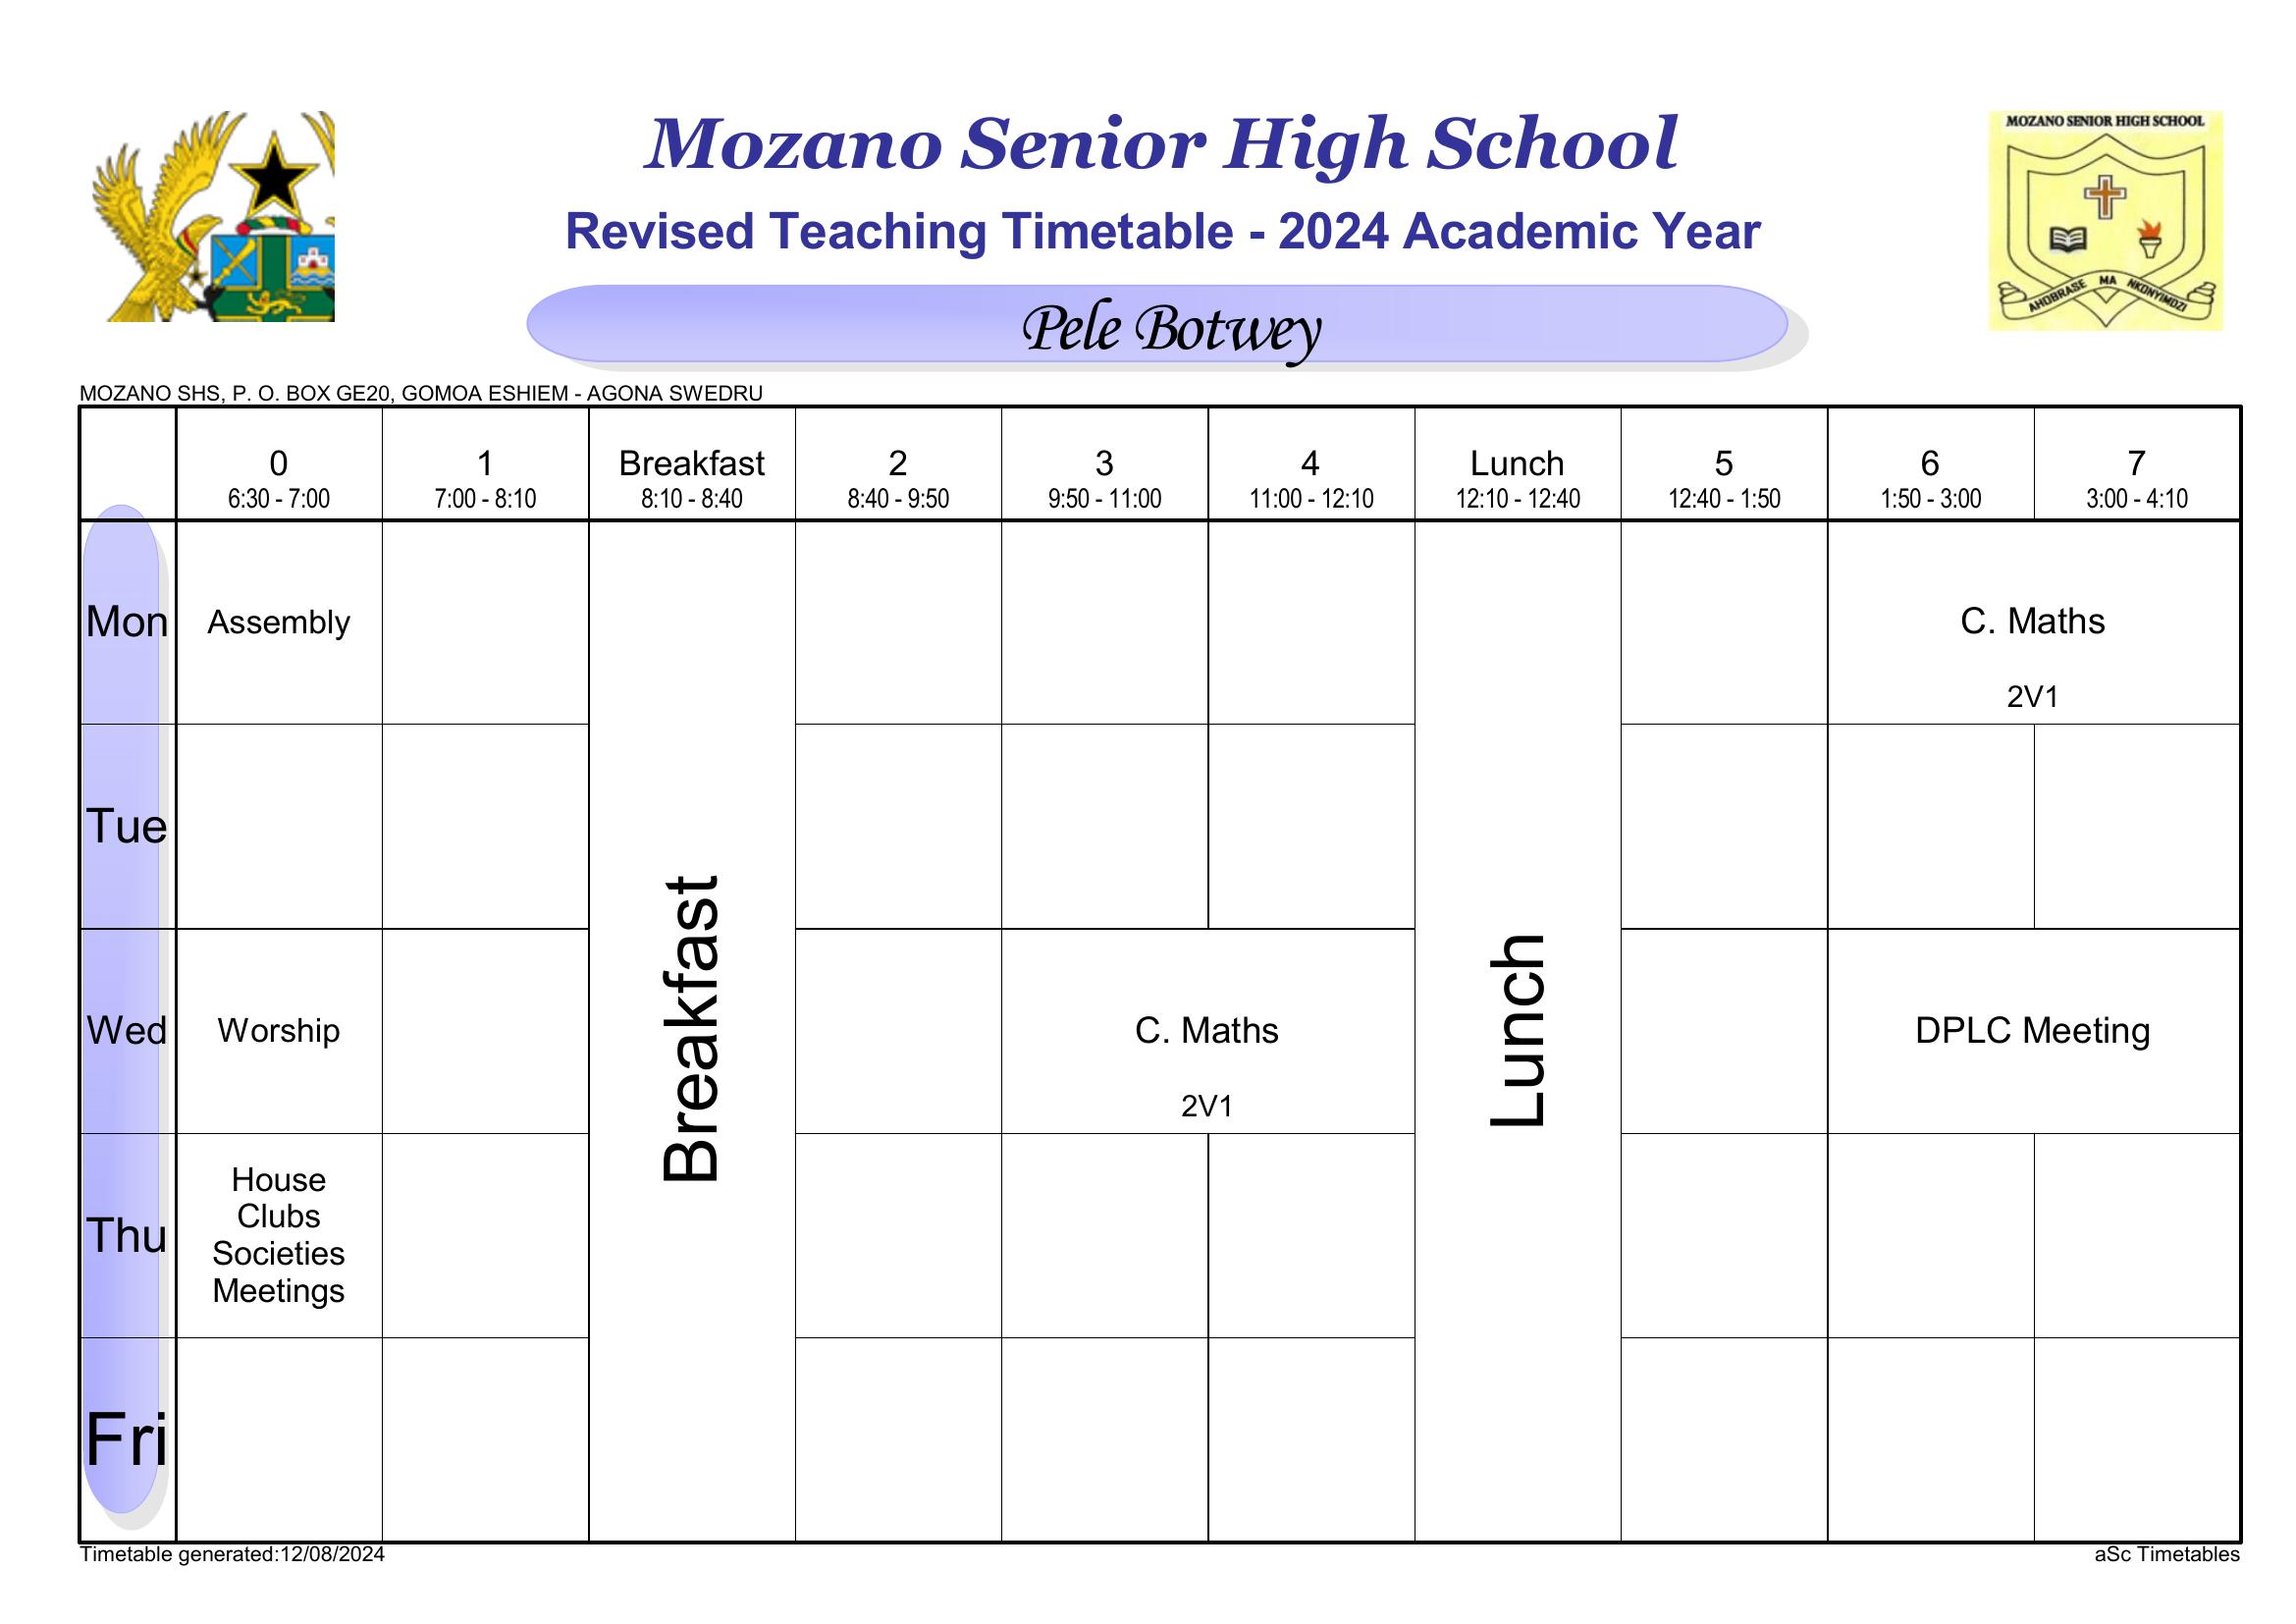 MOZANO SENIOR HIGH SCHOOL
AHOBRASE MA NKONYIMDZI
Mozano Senior High School
Revised Teaching Timetable - 2024 Academic Year
Pele Botwey
MOZANO SHS, P. O. BOX GE20, GOMOA ESHIEM - AGONA SWEDRU
0 1 Breakfast 2 3 4 Lunch 5 6 7
6:30 - 7:00 7:00 - 8:10 8:10 - 8:40 8:40 - 9:50 9:50 - 11:00 11:00 - 12:10 12:10 - 12:40 12:40 - 1:50 1:50 - 3:00 3:00 - 4:10
Mon Assembly C. Maths
2V1
Tue
Breakfast
Lunch
Wed Worship C. Maths DPLC Meeting
2V1
Thu
House
Clubs
Societies
Meetings
Fri
Timetable generated:12/08/2024 aSc Timetables